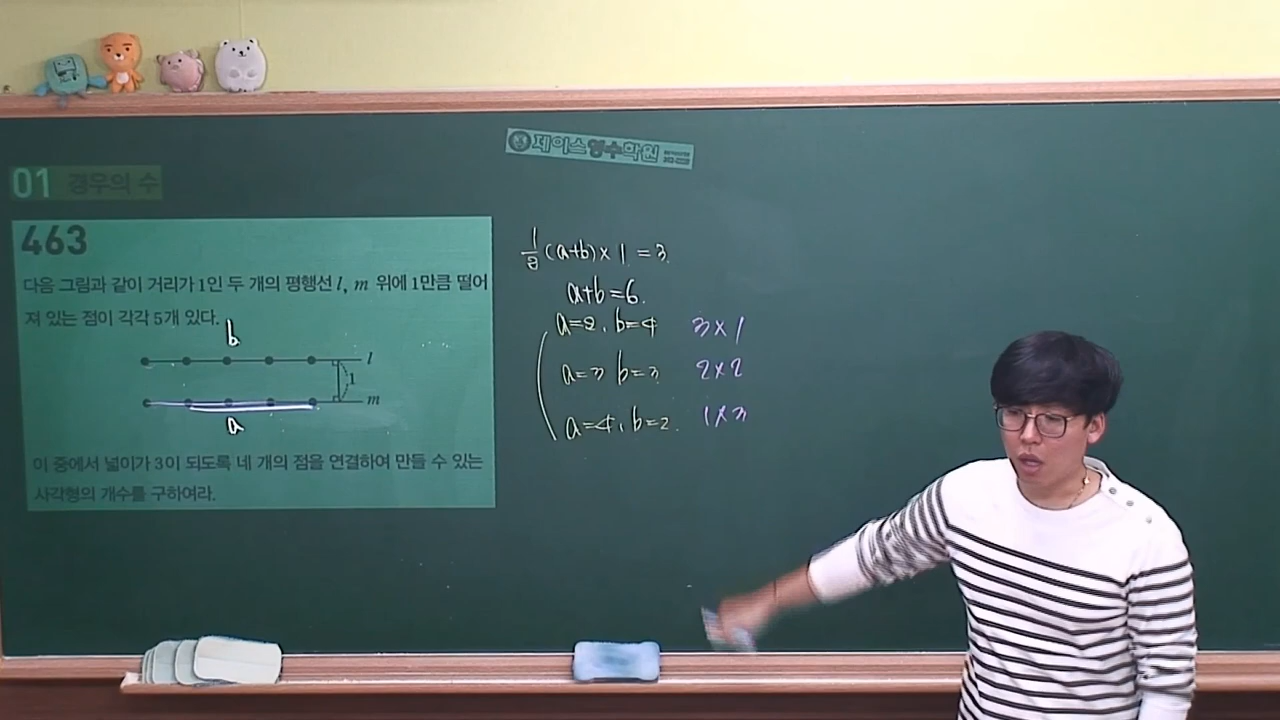 제이스영수학원
01 경우의 수
463
다음 그림과 같이 거리가 1인 두 개의 평행선 l, m 위에 1만큼 떨어
져 있는 점이 각각 5개 있다.
b
l
1
m
a
이 중에서 넓이가 3이 되도록 네 개의 점을 연결하여 만들 수 있는
사각형의 개수를 구하여라.
1/2 (a+b) × 1 = 3.
a+b=6.
a=2, b=4 3×1
a=3 b=3 2×2
a=4, b=2. 1×3